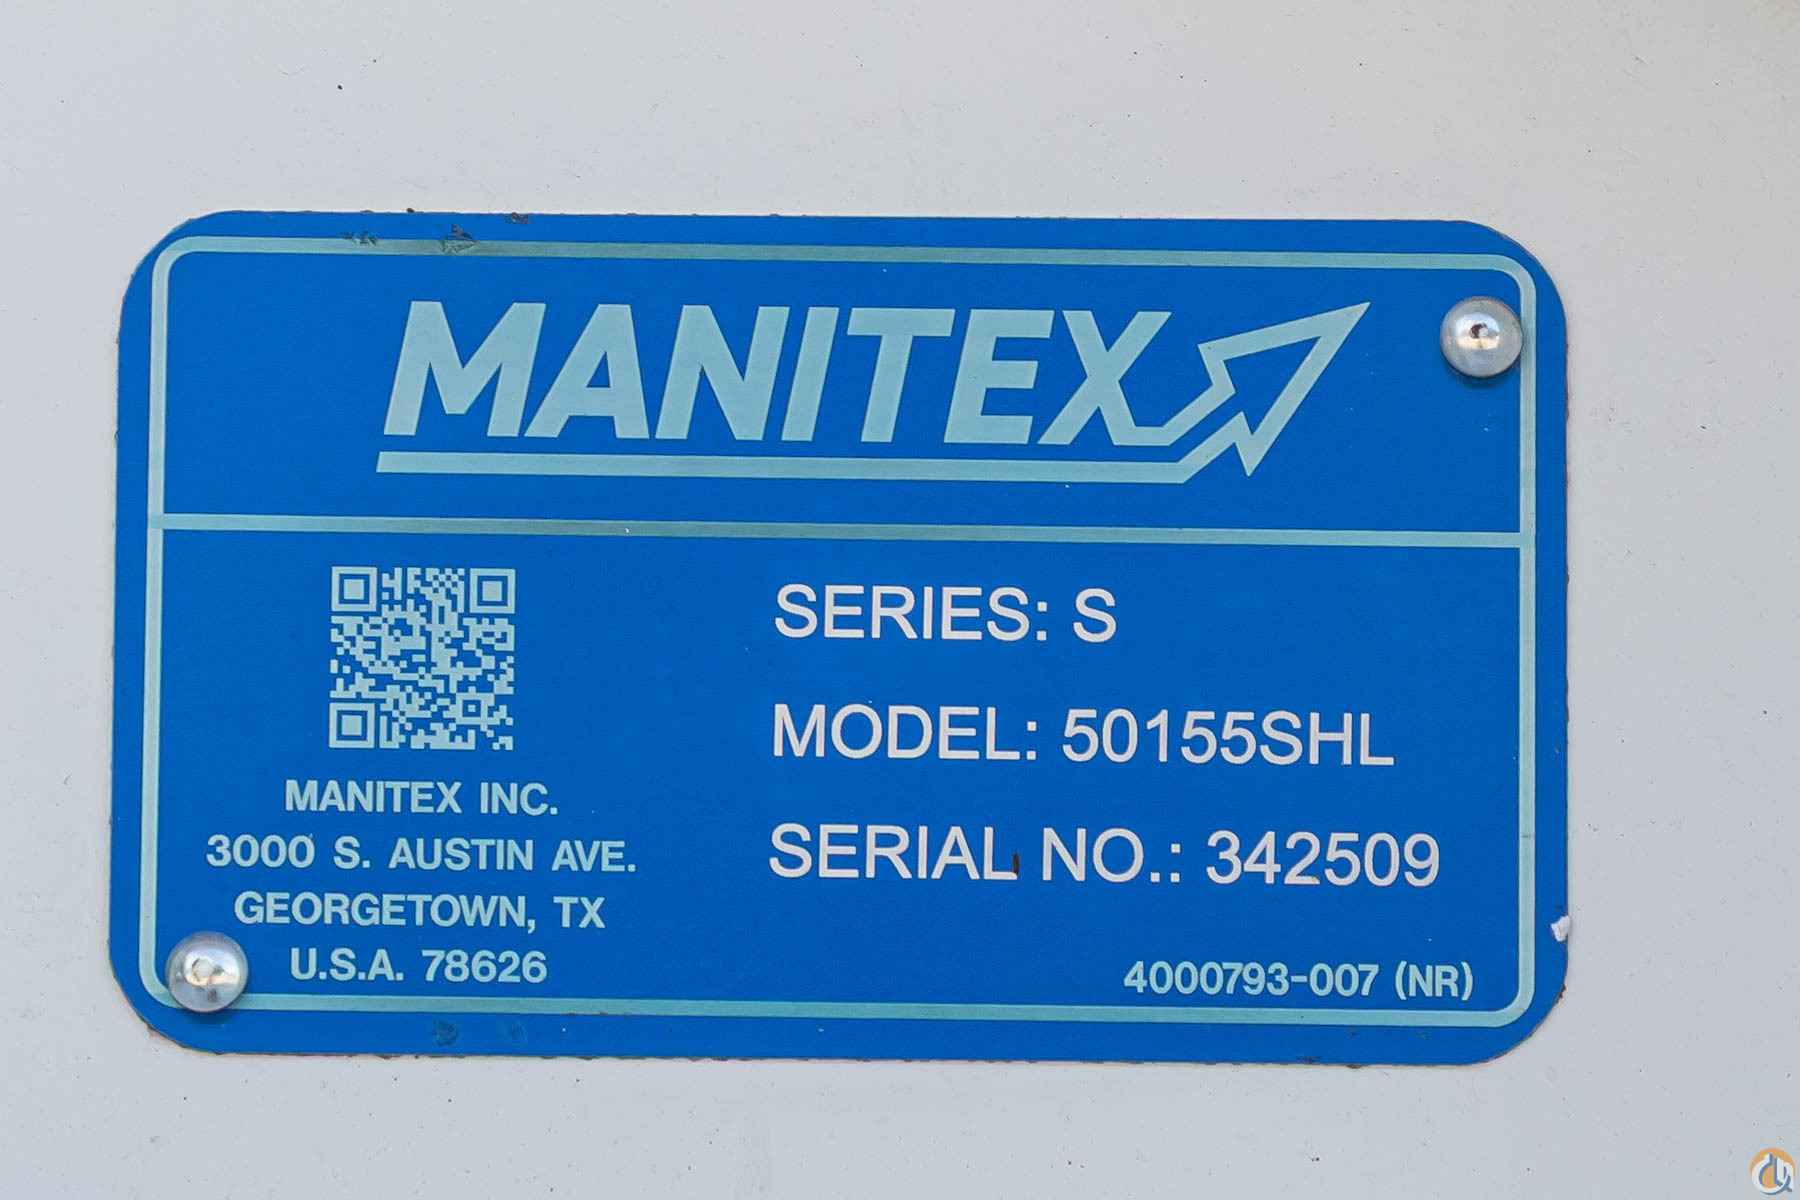 MANITEX
SERIES: S
MODEL: 50155SHL
SERIAL NO.: 342509
MANITEX INC.
3000 S. AUSTIN AVE.
GEORGETOWN, TX
U.S.A. 78626
4000793-007 (NR)